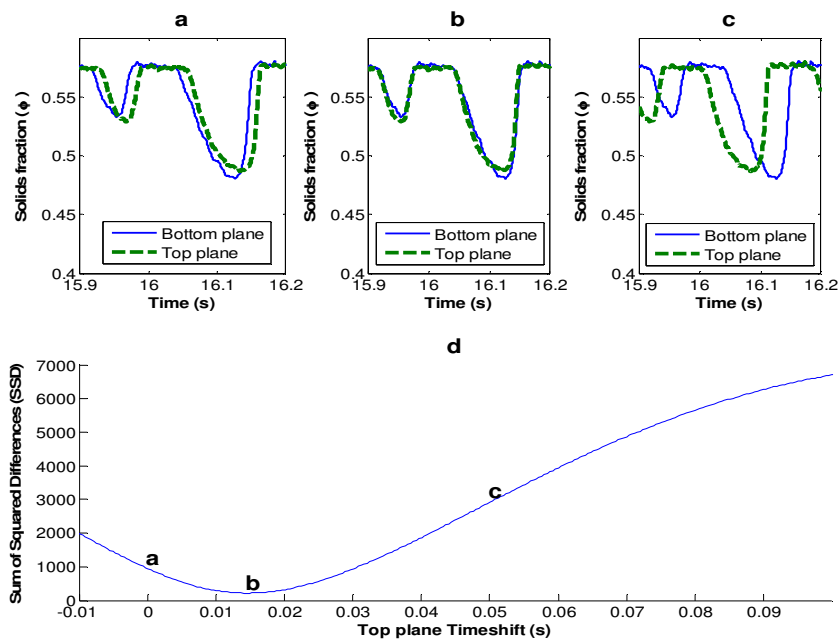 a
Solids fraction (ϕ)
0.55
0.5
0.45
0.4
Bottom plane
Top plane
15.9 16 16.1 16.2
Time (s)
b
Solids fraction (ϕ)
0.55
0.5
0.45
0.4
Bottom plane
Top plane
15.9 16 16.1 16.2
Time (s)
c
Solids fraction (ϕ)
0.55
0.5
0.45
0.4
Bottom plane
Top plane
15.9 16 16.1 16.2
Time (s)
d
Sum of Squared Differences (SSD)
7000
6000
5000
4000
3000
2000
1000
0
a
b
c
-0.01 0 0.01 0.02 0.03 0.04 0.05 0.06 0.07 0.08 0.09
Top plane Timeshift (s)